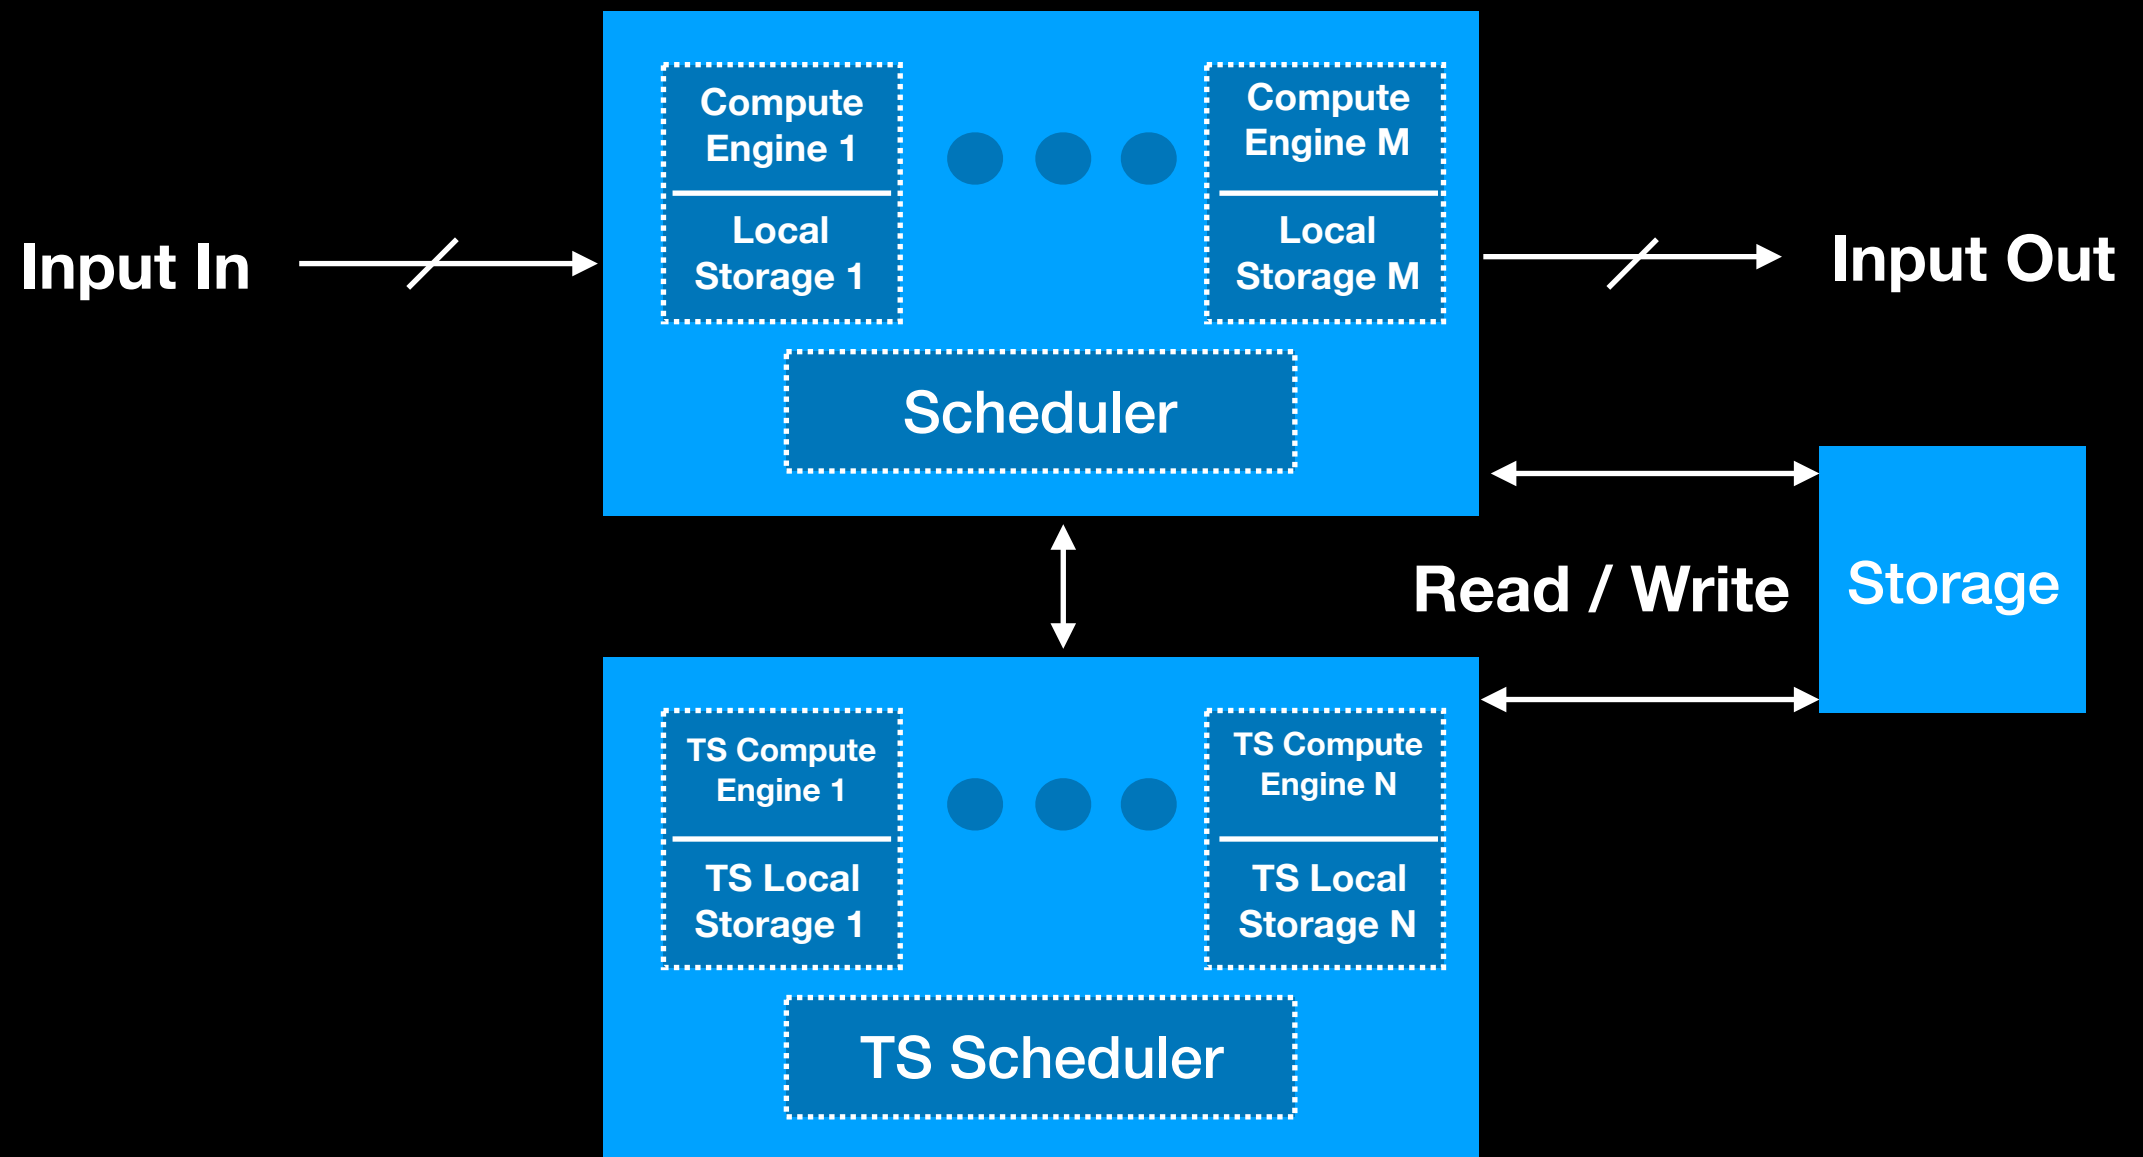 Compute
Engine 1
Local
Storage 1
Compute
Engine M
Local
Storage M
Input In
Input Out
Scheduler
Read / Write
Storage
TS Compute
Engine 1
TS Local
Storage 1
TS Compute
Engine N
TS Local
Storage N
TS Scheduler